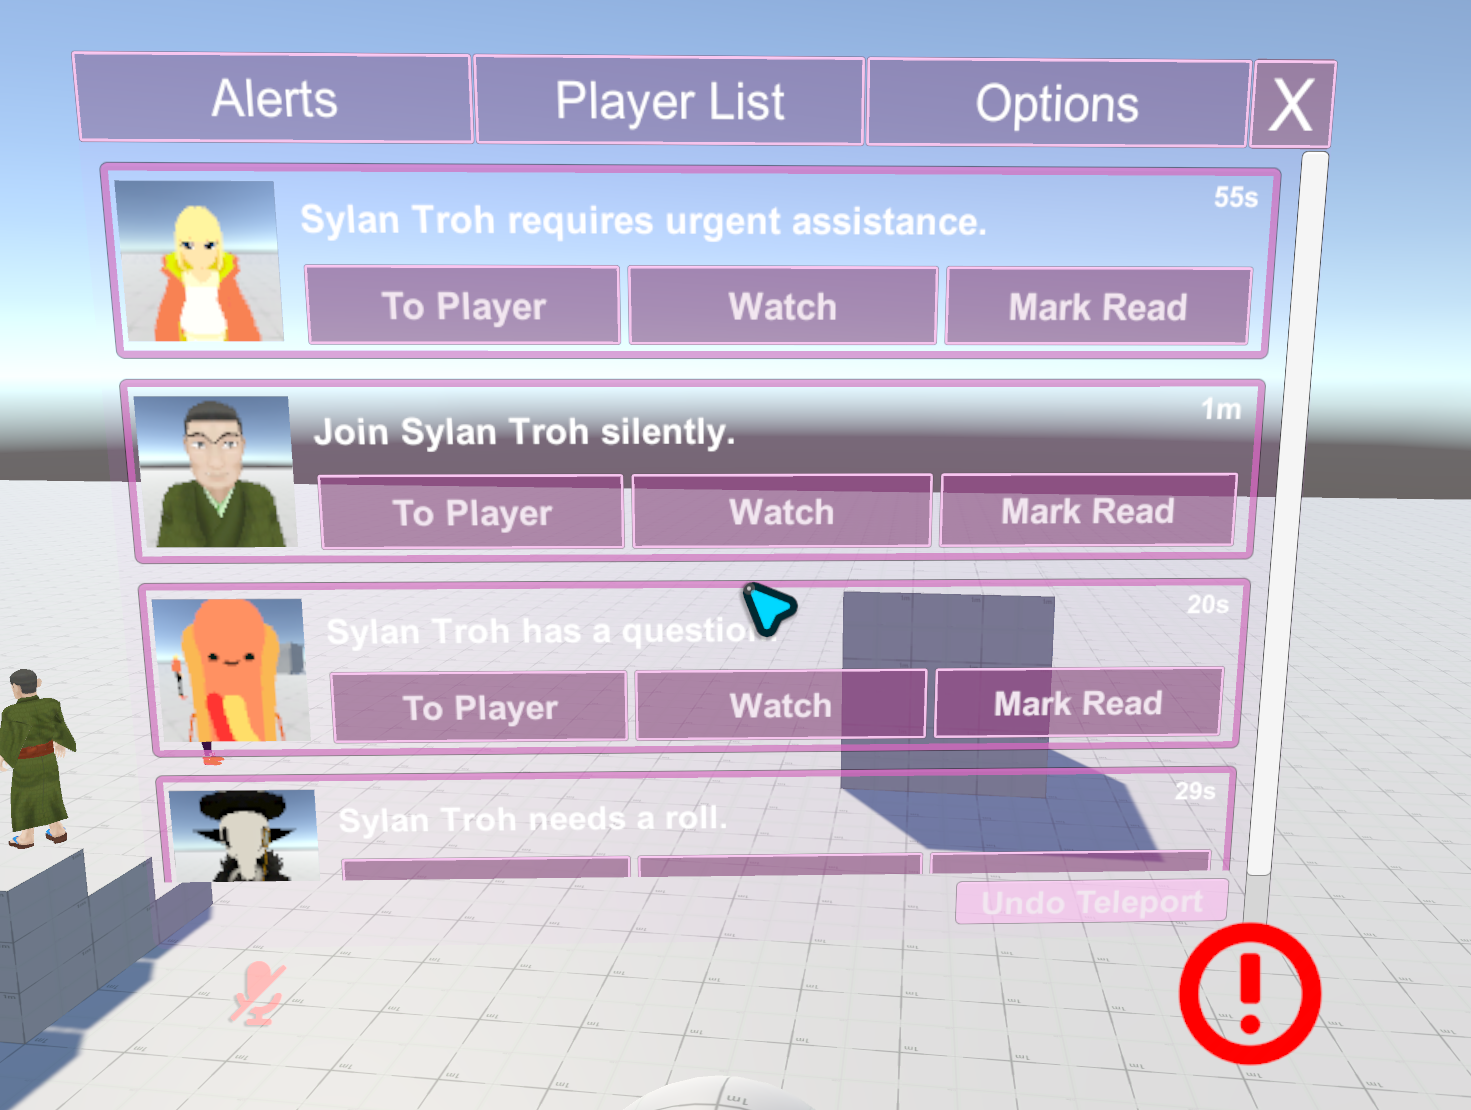 Alerts
Player List
Options
X
55s
Sylan Troh requires urgent assistance.
To Player
Watch
Mark Read
1m
Join Sylan Troh silently.
To Player
Watch
Mark Read
20s
Sylan Troh has a question.
To Player
Watch
Mark Read
29s
Sylan Troh needs a roll.
Undo Teleport
1m